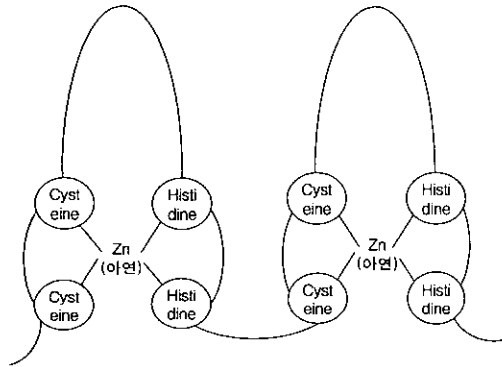 Cyst
eine
Histi
dine
Zn
(아연)
Cyst
eine
Histi
dine
Cyst
eine
Histi
dine
Zn
(아연)
Cyst
eine
Histi
dine